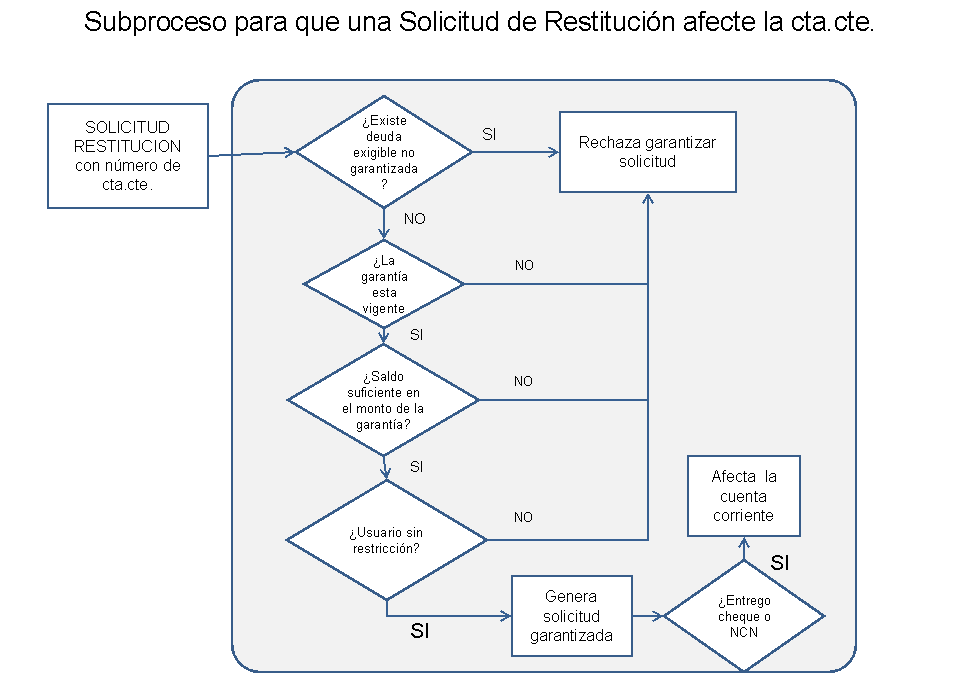 Subproceso para que una Solicitud de Restitución afecte la cta.cte.
SOLICITUD
RESTITUCION
con número de
cta.cte.
¿Existe
deuda
exigible no
garantizada
?
SI
Rechaza garantizar
solicitud
NO
¿La
garantía
esta
vigente
NO
SI
¿Saldo
suficiente en
el monto de la
garantía?
NO
SI
¿Usuario sin
restricción?
NO
SI
Genera
solicitud
garantizada
¿Entrego
cheque o
NCN
SI
Afecta la
cuenta
corriente